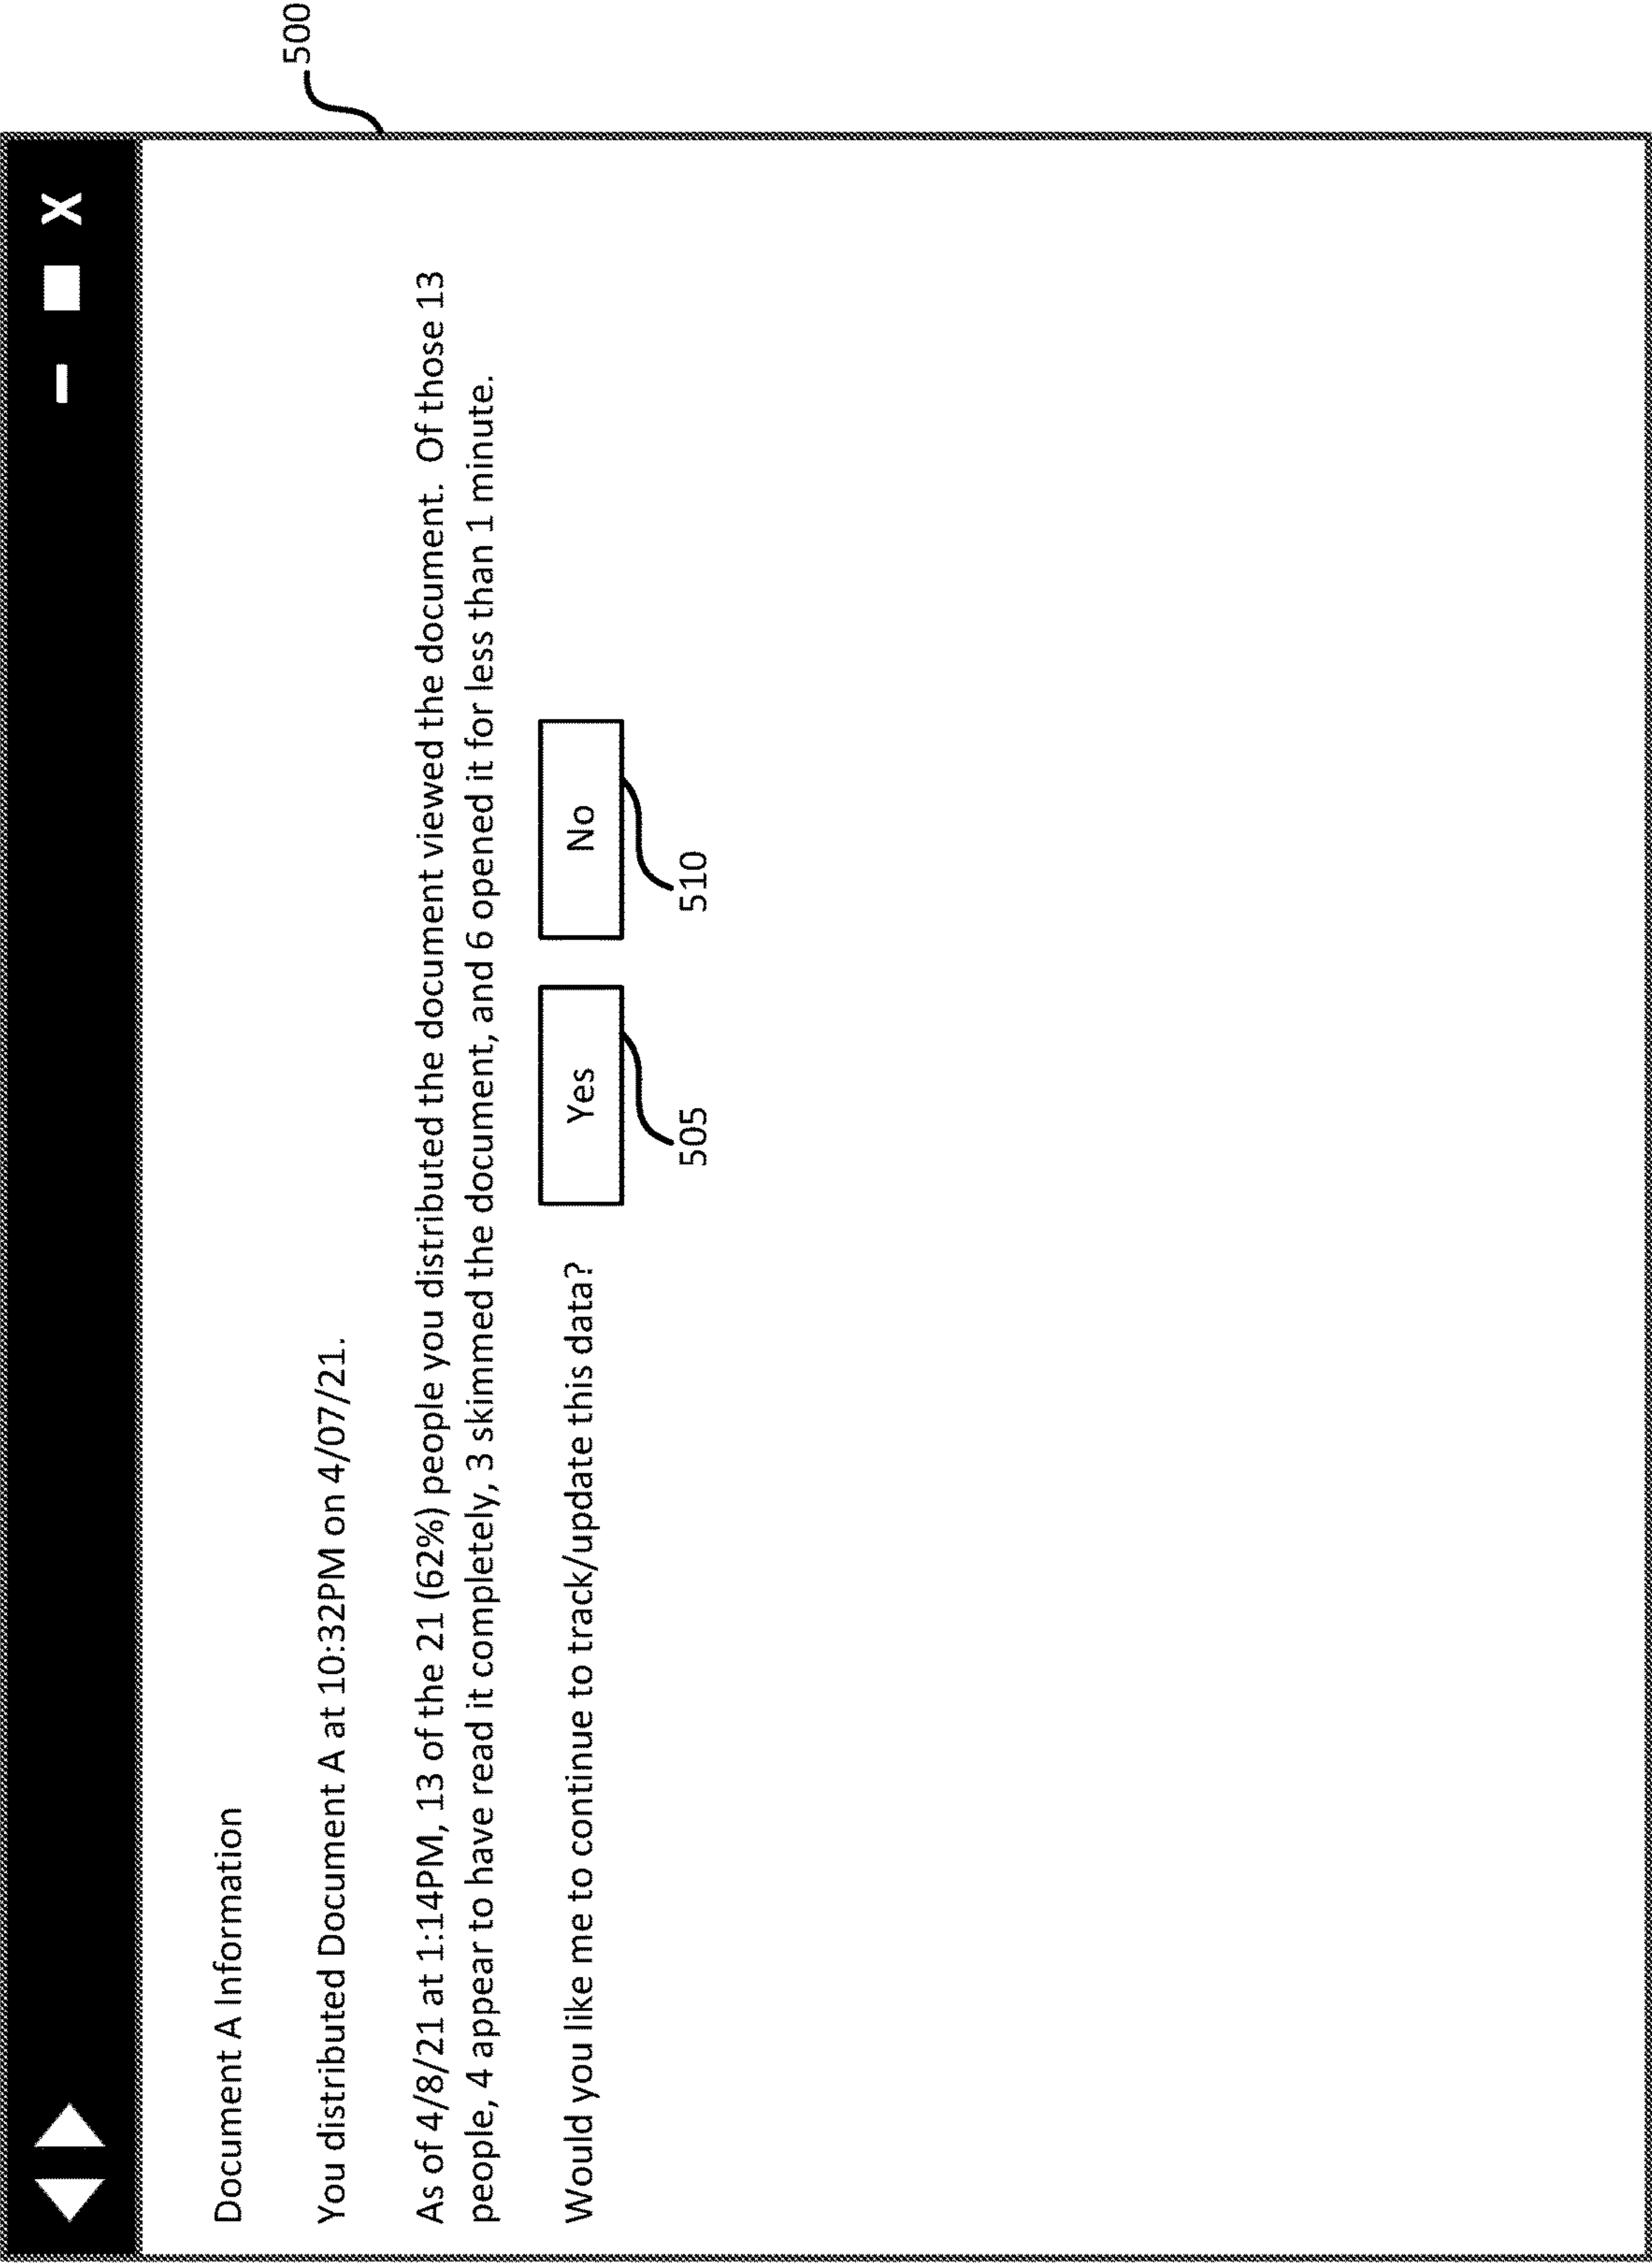 500
X
Document A Information
You distributed Document A at 10:32PM on 4/07/21.
As of 4/8/21 at 1:14PM, 13 of the 21 (62%) people you distributed the document viewed the document.  Of those 13
people, 4 appear to have read it completely, 3 skimmed the document, and 6 opened it for less than 1 minute.
Would you like me to continue to track/update this data? Yes No
505 510